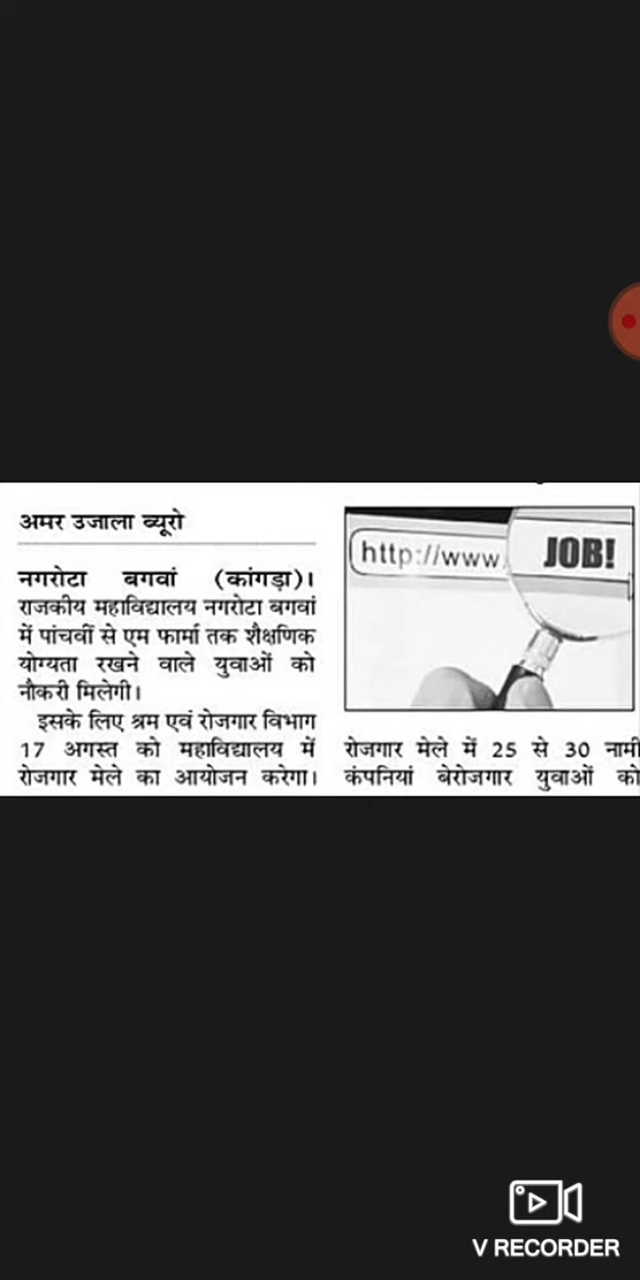 अमर उजाला ब्यूरो
नगरोटा बगवां (कांगड़ा)।
राजकीय महाविद्यालय नगरोटा बगवां
में पांचवीं से एम फार्मा तक शैक्षणिक
योग्यता रखने वाले युवाओं को
नौकरी मिलेगी।
इसके लिए श्रम एवं रोजगार विभाग
17 अगस्त को महाविद्यालय में
रोजगार मेले का आयोजन करेगा।
http://www.
JOB!
रोजगार मेले में 25 से 30 नामी
कंपनियां बेरोजगार युवाओं को
V RECORDER